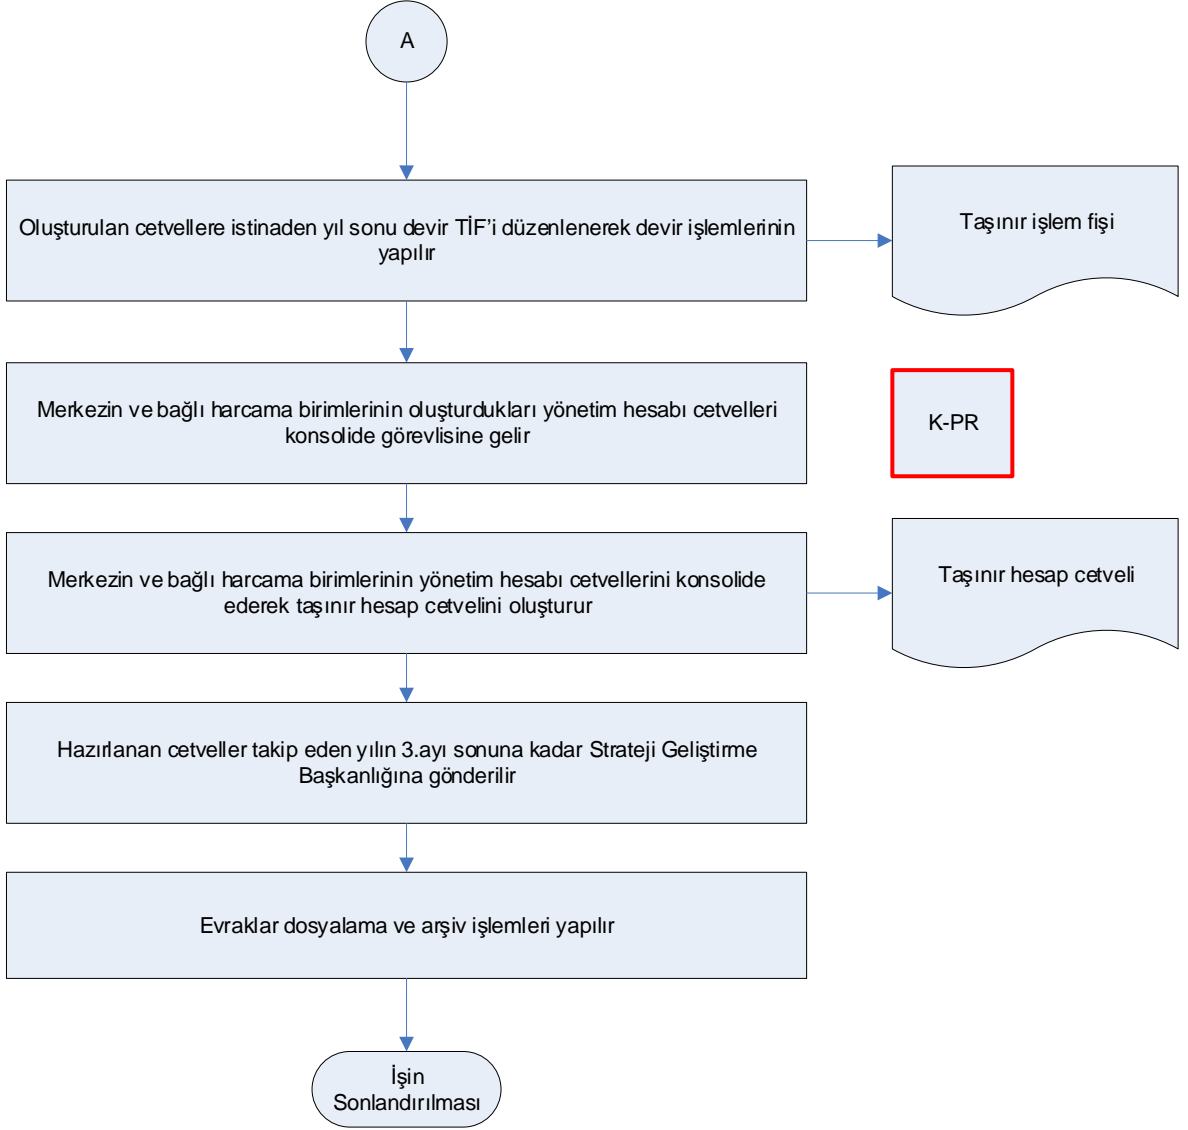 A
Oluşturulan cetvellere istinaden yıl sonu devir TİF'i düzenlenerek devir işlemlerinin
yapılır
Taşınır işlem fişi
Merkezin ve bağlı harcama birimlerinin oluşturdukları yönetim hesabı cetvelleri
konsolide görevlisine gelir
K-PR
Merkezin ve bağlı harcama birimlerinin yönetim hesabı cetvellerini konsolide
ederek taşınır hesap cetvelini oluşturur
Taşınır hesap cetveli
Hazırlanan cetveller takip eden yılın 3.ayı sonuna kadar Strateji Geliştirme
Başkanlığına gönderilir
Evraklar dosyalama ve arşiv işlemleri yapılır
İşin
Sonlandırılması